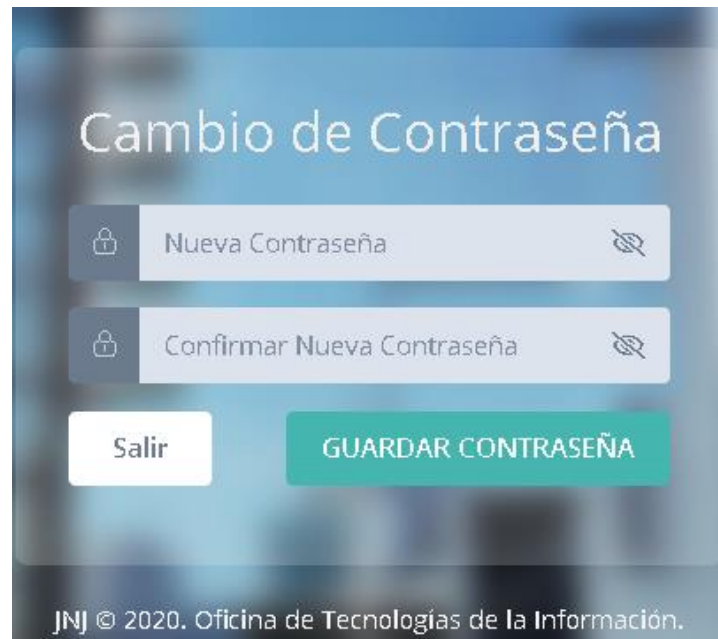 Cambio de Contraseña
Nueva Contraseña
Confirmar Nueva Contraseña
Salir
GUARDAR CONTRASEÑA
JNJ © 2020. Oficina de Tecnologías de la Información.